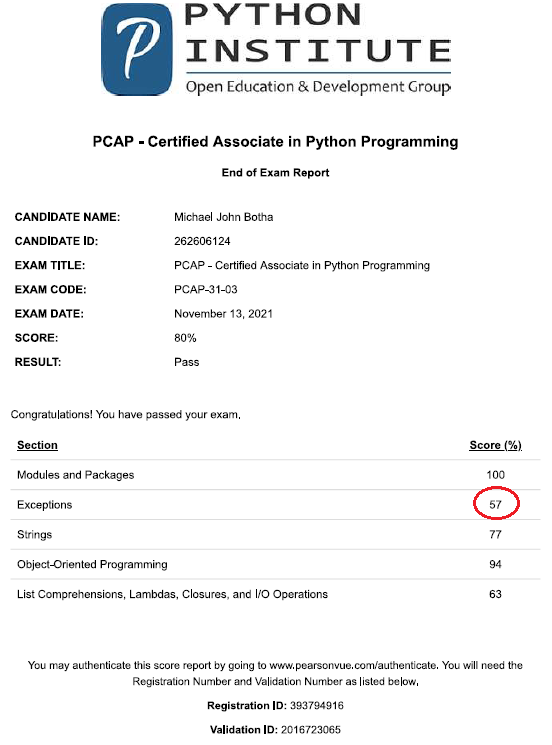 PYTHON
INSTITUTE
Open Education & Development Group
PCAP - Certified Associate in Python Programming
End of Exam Report
CANDIDATE NAME: Michael John Botha
CANDIDATE ID: 262606124
EXAM TITLE: PCAP - Certified Associate in Python Programming
EXAM CODE: PCAP-31-03
EXAM DATE: November 13, 2021
SCORE: 80%
RESULT: Pass
Congratulations! You have passed your exam.
Section Score (%)
Modules and Packages 100
Exceptions 57
Strings 77
Object-Oriented Programming 94
List Comprehensions, Lambdas, Closures, and I/O Operations 63
You may authenticate this score report by going to www.pearsonvue.com/authenticate. You will need the
Registration Number and Validation Number as listed below.
Registration ID: 393794916
Validation ID: 2016723065